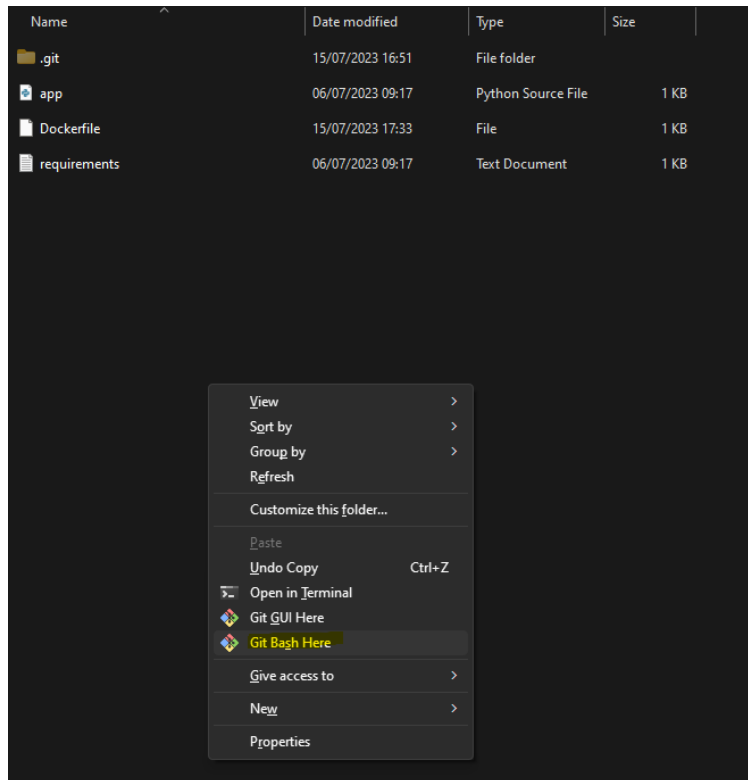 Name Date modified Type Size
.git 15/07/2023 16:51 File folder
app 06/07/2023 09:17 Python Source File 1 KB
Dockerfile 15/07/2023 17:33 File 1 KB
requirements 06/07/2023 09:17 Text Document 1 KB
View
Sort by
Group by
Refresh
Customize this folder...
Paste
Undo Copy Ctrl+Z
Open in Terminal
Git GUI Here
Git Bash Here
Give access to
New
Properties